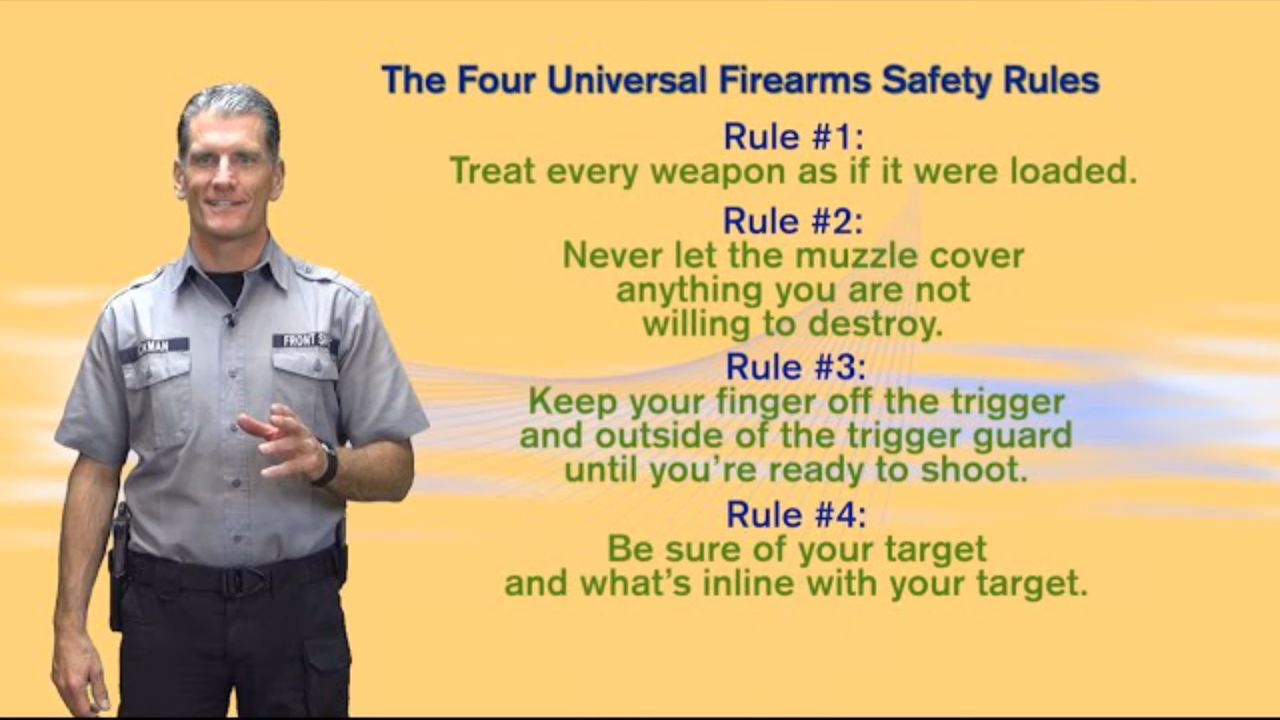 The Four Universal Firearms Safety Rules
Rule #1:
Treat every weapon as if it were loaded.
Rule #2:
Never let the muzzle cover
anything you are not
willing to destroy.
Rule #3:
Keep your finger off the trigger
and outside of the trigger guard
until you're ready to shoot.
Rule #4:
Be sure of your target
and what's inline with your target.
FRONT